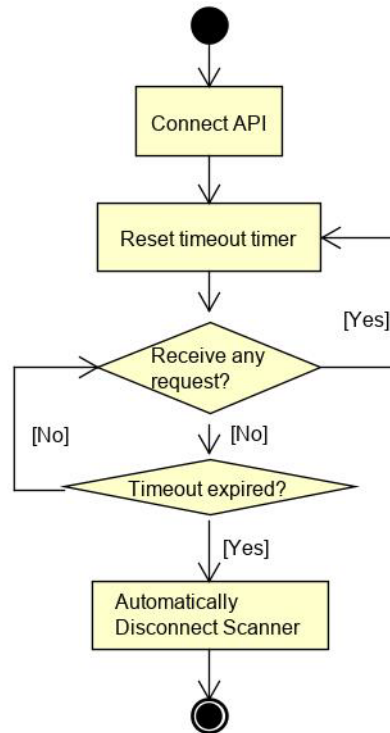 Connect API
Reset timeout timer
[Yes]
Receive any
request?
[No]
[No]
Timeout expired?
[Yes]
Automatically
Disconnect Scanner